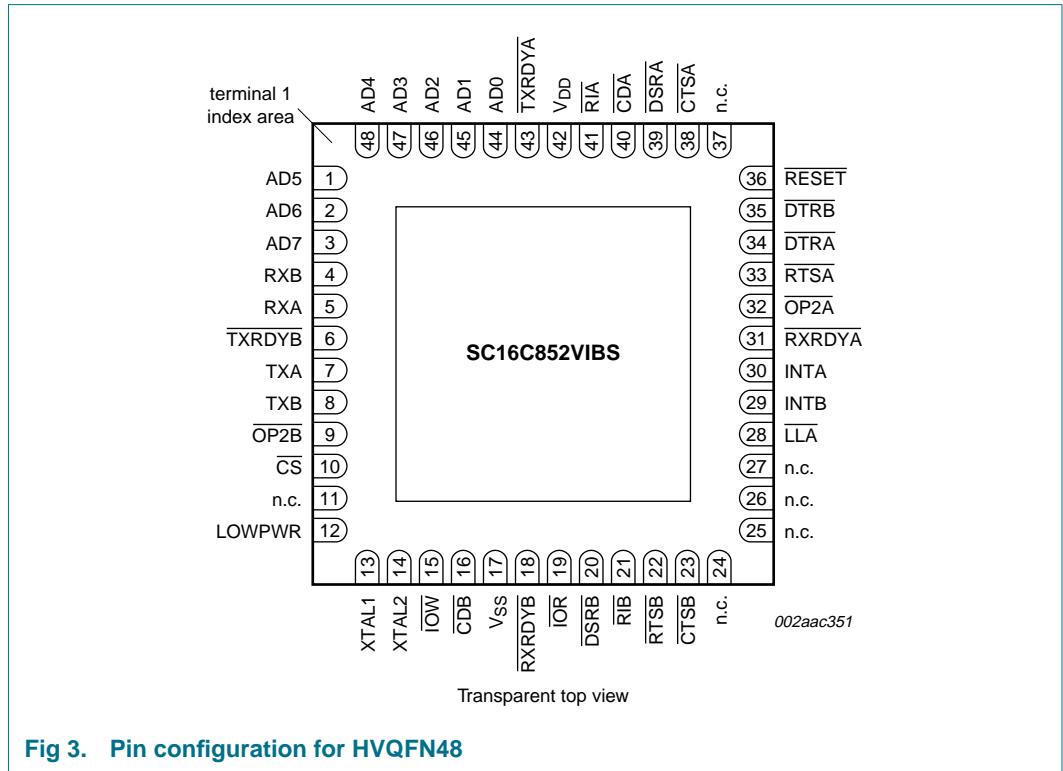 terminal 1
index area
AD4
AD3
AD2
AD1
AD0
TXRDYA
VDD
RIA
CDA
DSRA
CTSA
n.c.
48
47
46
45
44
43
42
41
40
39
38
37
AD5 1
AD6 2
AD7 3
RXB 4
RXA 5
TXRDYB 6
TXA 7
TXB 8
OP2B 9
CS 10
n.c. 11
LOWPWR 12
SC16C852VIBS
36 RESET
35 DTRB
34 DTRA
33 RTSA
32 OP2A
31 RXRDYA
30 INTA
29 INTB
28 LLA
27 n.c.
26 n.c.
25 n.c.
13
14
15
16
17
18
19
20
21
22
23
24
XTAL1
XTAL2
IOW
CDB
VSS
RXRDYB
IOR
DSRB
RIB
RTSB
CTSB
n.c.
002aac351
Transparent top view
Fig 3. Pin configuration for HVQFN48